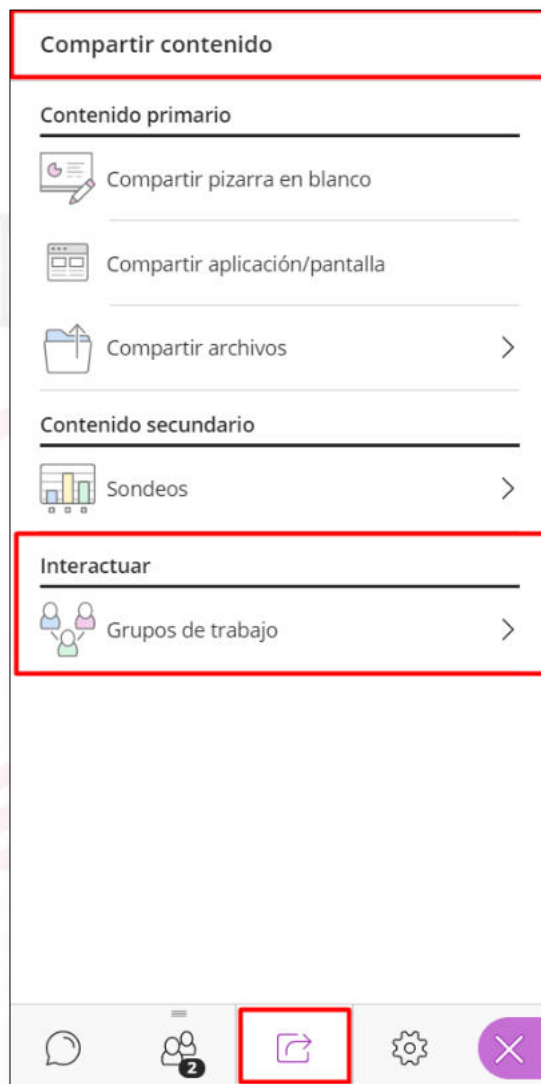 Compartir contenido
Contenido primario
Compartir pizarra en blanco
Compartir aplicación/pantalla
Compartir archivos
Contenido secundario
Sondeos
Interactuar
Grupos de trabajo
2